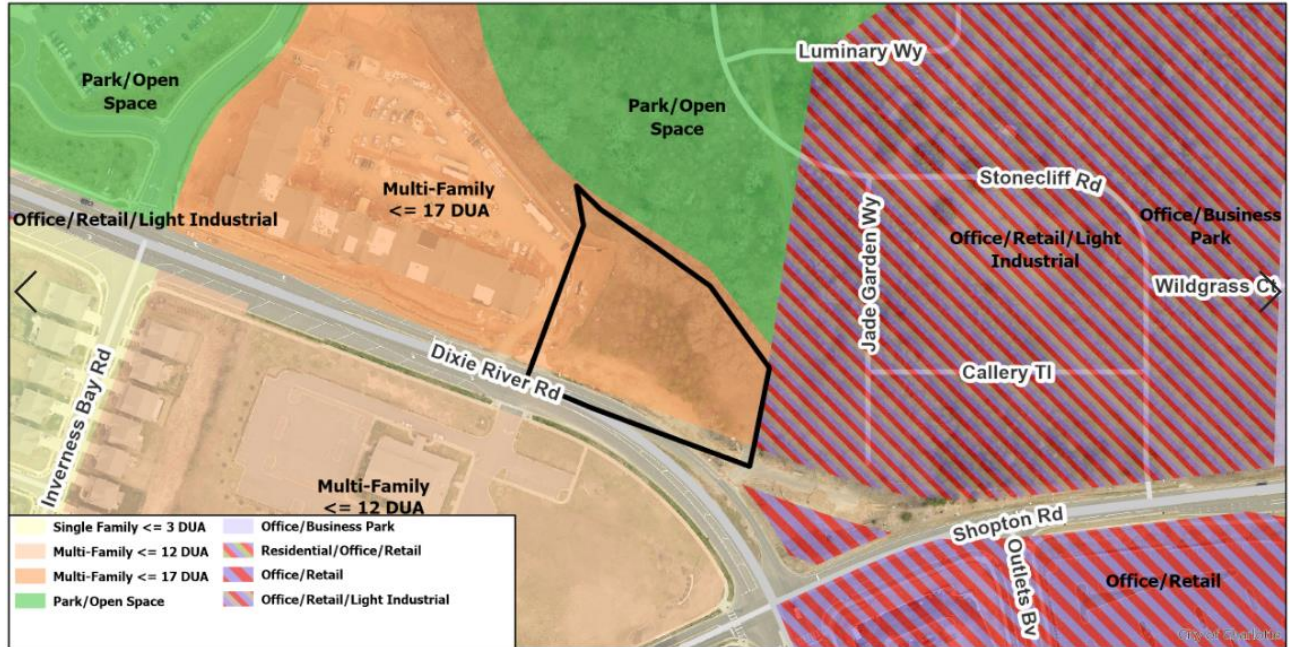 Luminary Wy
Park/Open
Space
Park/Open
Space
Stonecliff Rd
Multi-Family
<= 17 DUA
Office/Retail/Light Industrial
Jade Garden Wy
Office/Retail/Light
Industrial
Office/Business
Park
Wildgrass Ct
Dixie River Rd
Callery Tl
Inverness Bay Rd
Multi-Family
<= 12 DUA
Shopton Rd
Outlets Bv
Office/Retail
Single Family <= 3 DUA
Multi-Family <= 12 DUA
Multi-Family <= 17 DUA
Park/Open Space
Office/Business Park
Residential/Office/Retail
Office/Retail
Office/Retail/Light Industrial
City of Charlotte